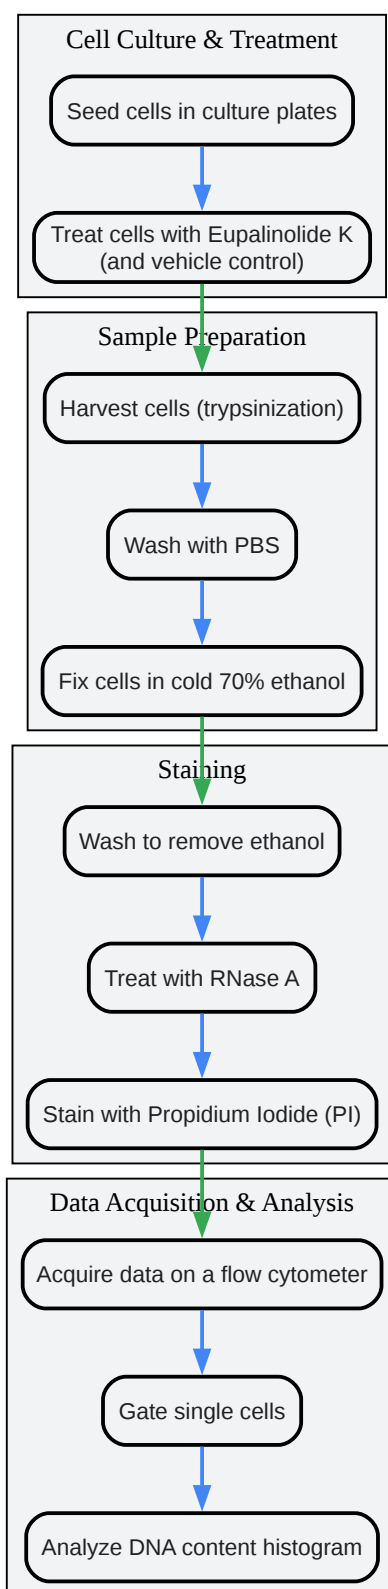 Cell Culture & Treatment
Seed cells in culture plates
Treat cells with Eupalinolide K
(and vehicle control)
Sample Preparation
Harvest cells (trypsinization)
Wash with PBS
Fix cells in cold 70% ethanol
Staining
Wash to remove ethanol
Treat with RNase A
Stain with Propidium Iodide (PI)
Data Acquisition & Analysis
Acquire data on a flow cytometer
Gate single cells
Analyze DNA content histogram